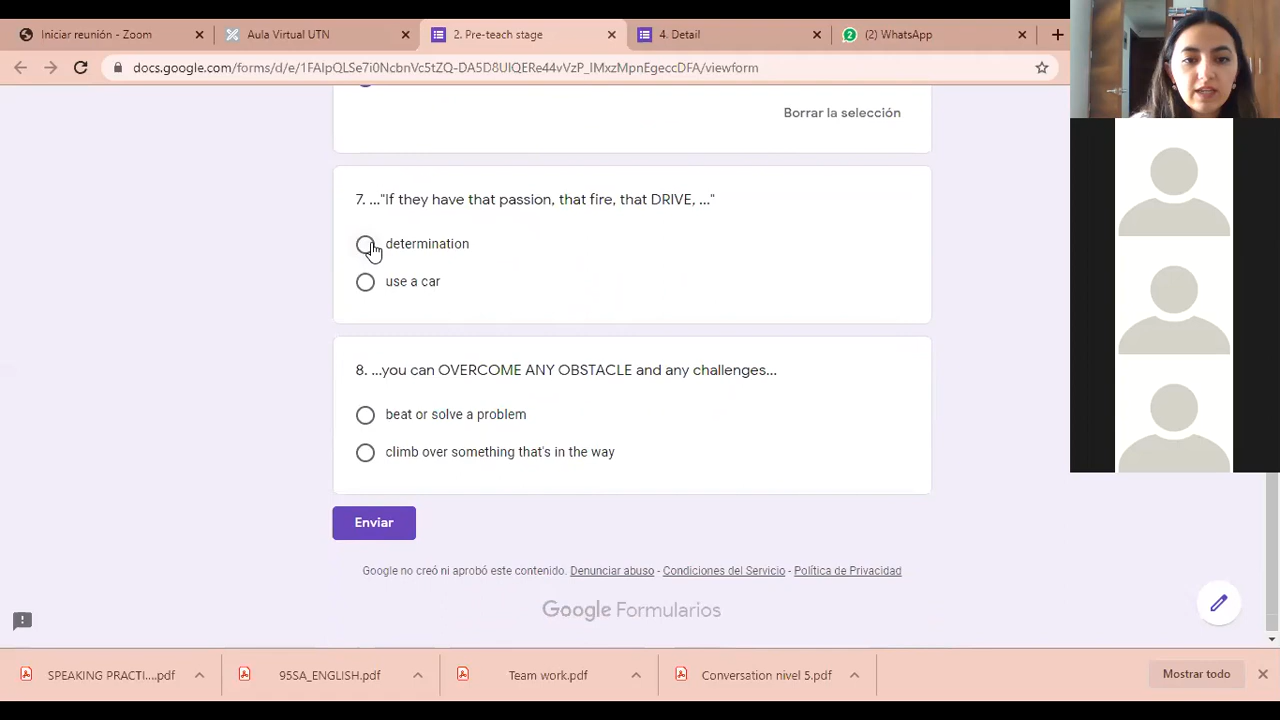 Iniciar reunión - Zoom
Aula Virtual UTN
2. Pre-teach stage
4. Detail
(2) WhatsApp
docs.google.com/forms/d/e/1FAIpQLSe7i0NcbnVc5tZQ-DA5D8UIQERe44vVzP_IMxzMpnEgeccDFA/viewform
Borrar la selección
7. ..."If they have that passion, that fire, that DRIVE, ..."
determination
use a car
8. ...you can OVERCOME ANY OBSTACLE and any challenges...
beat or solve a problem
climb over something that's in the way
Enviar
Google no creó ni aprobó este contenido. Denunciar abuso - Condiciones del Servicio - Política de Privacidad
Google Formularios
SPEAKING PRACTI....pdf
95SA_ENGLISH.pdf
Team work.pdf
Conversation nivel 5.pdf
Mostrar todo